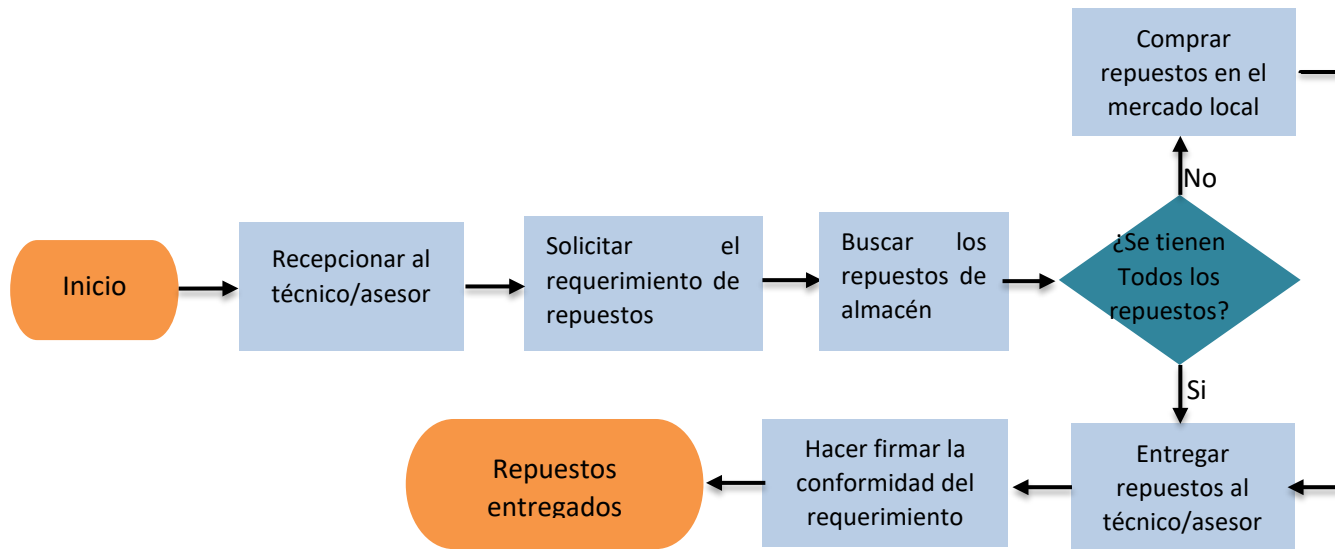 Inicio
Recepcionar al
técnico/asesor
Solicitar el
requerimiento de
repuestos
Buscar los
repuestos de
almacén
¿Se tienen
Todos los
repuestos?
No
Comprar
repuestos en el
mercado local
Si
Entregar
repuestos al
técnico/asesor
Hacer firmar la
conformidad del
requerimiento
Repuestos
entregados